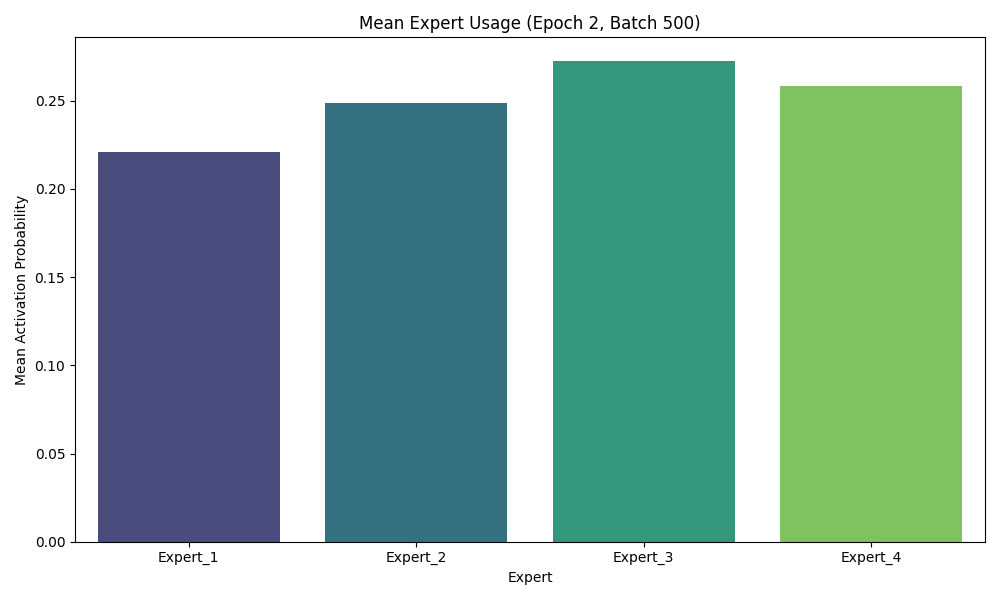 Mean Expert Usage (Epoch 2, Batch 500)
Mean Activation Probability
0.25
0.20
0.15
0.10
0.05
0.00
Expert_1
Expert_2
Expert_3
Expert_4
Expert